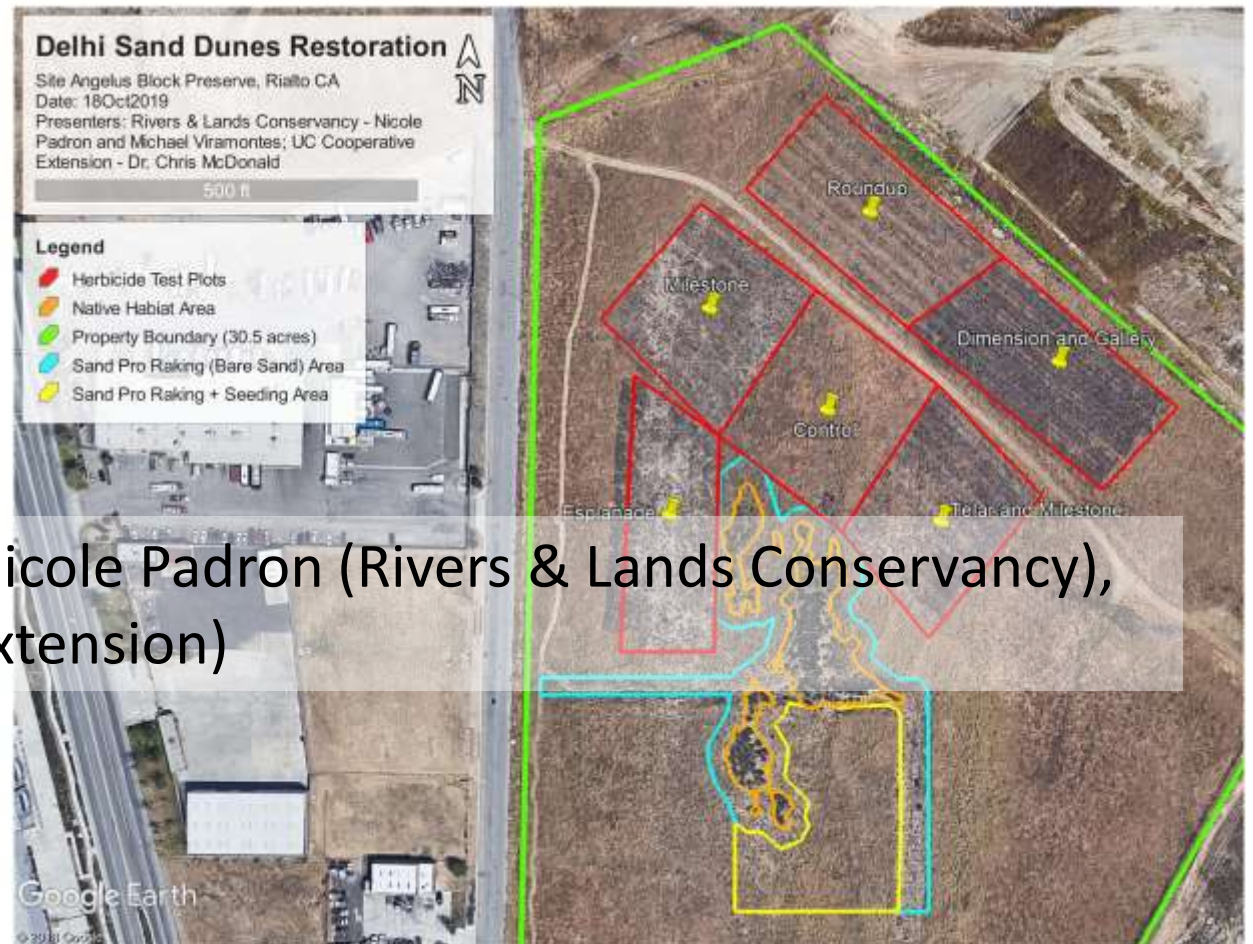 Delhi Sand Dunes Restoration
N
Site Angelus Block Preserve, Rialto CA
Date: 18Oct2019
Presenters: Rivers & Lands Conservancy - Nicole
Padron and Michael Viramontes; UC Cooperative
Extension - Dr. Chris McDonald
500 ft
Legend
Herbicide Test Plots
Native Habiat Area
Property Boundary (30.5 acres)
Sand Pro Raking (Bare Sand) Area
Sand Pro Raking + Seeding Area
Roundup
Milestone
Dimension and Gallery
Control
Esplanade
Telar and Milestone
icole Padron (Rivers & Lands Conservancy),
xtension)
Google Earth
© 2018 Google